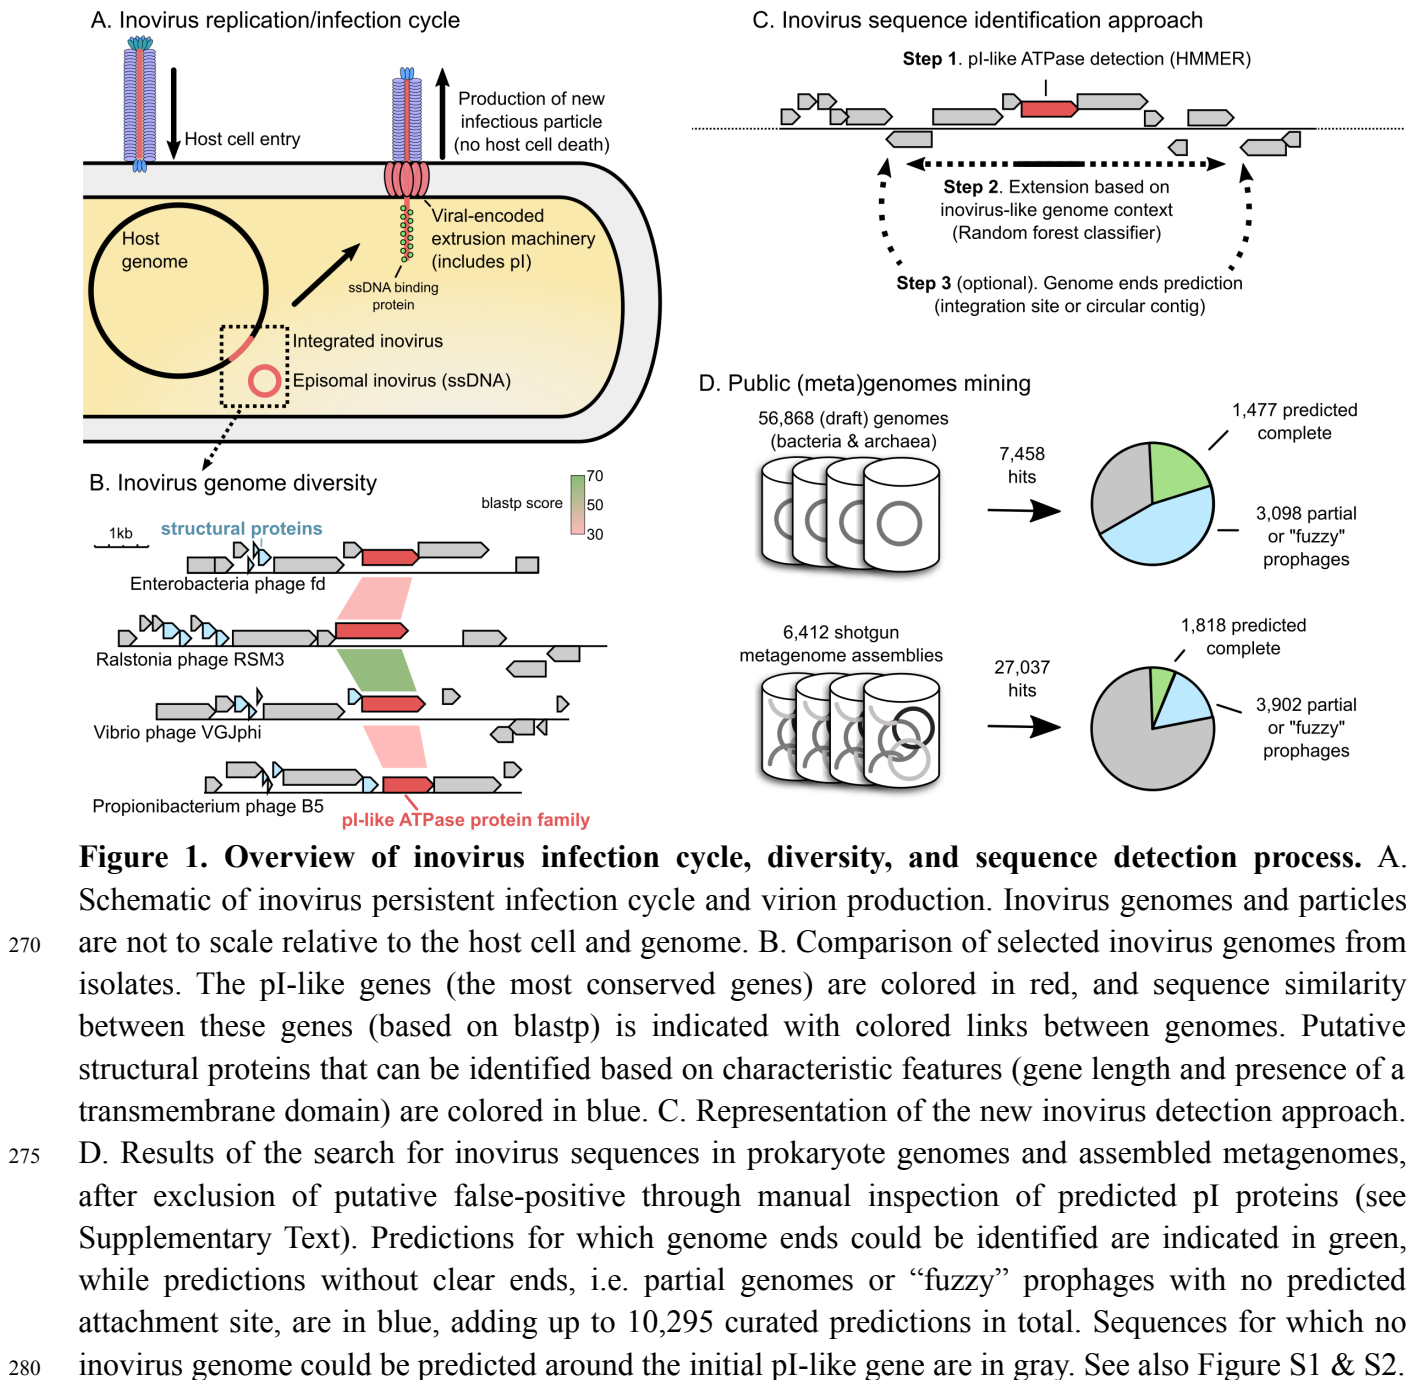 A. Inovirus replication/infection cycle
Host cell entry
Production of new
infectious particle
(no host cell death)
Host
genome
Viral-encoded
extrusion machinery
(includes pI)
ssDNA binding
protein
Integrated inovirus
Episomal inovirus (ssDNA)
B. Inovirus genome diversity
blastp score
70
50
30
1kb
structural proteins
Enterobacteria phage fd
Ralstonia phage RSM3
Vibrio phage VGJphi
Propionibacterium phage B5
pI-like ATPase protein family
C. Inovirus sequence identification approach
Step 1. pI-like ATPase detection (HMMER)
Step 2. Extension based on
inovirus-like genome context
(Random forest classifier)
Step 3 (optional). Genome ends prediction
(integration site or circular contig)
D. Public (meta)genomes mining
56,868 (draft) genomes
(bacteria & archaea)
7,458
hits
1,477 predicted
complete
3,098 partial
or "fuzzy"
prophages
6,412 shotgun
metagenome assemblies
27,037
hits
1,818 predicted
complete
3,902 partial
or "fuzzy"
prophages
Figure 1. Overview of inovirus infection cycle, diversity, and sequence detection process. A.
Schematic of inovirus persistent infection cycle and virion production. Inovirus genomes and particles
270 are not to scale relative to the host cell and genome. B. Comparison of selected inovirus genomes from
isolates. The pI-like genes (the most conserved genes) are colored in red, and sequence similarity
between these genes (based on blastp) is indicated with colored links between genomes. Putative
structural proteins that can be identified based on characteristic features (gene length and presence of a
transmembrane domain) are colored in blue. C. Representation of the new inovirus detection approach.
275 D. Results of the search for inovirus sequences in prokaryote genomes and assembled metagenomes,
after exclusion of putative false-positive through manual inspection of predicted pI proteins (see
Supplementary Text). Predictions for which genome ends could be identified are indicated in green,
while predictions without clear ends, i.e. partial genomes or “fuzzy” prophages with no predicted
attachment site, are in blue, adding up to 10,295 curated predictions in total. Sequences for which no
280 inovirus genome could be predicted around the initial pI-like gene are in gray. See also Figure S1 & S2.